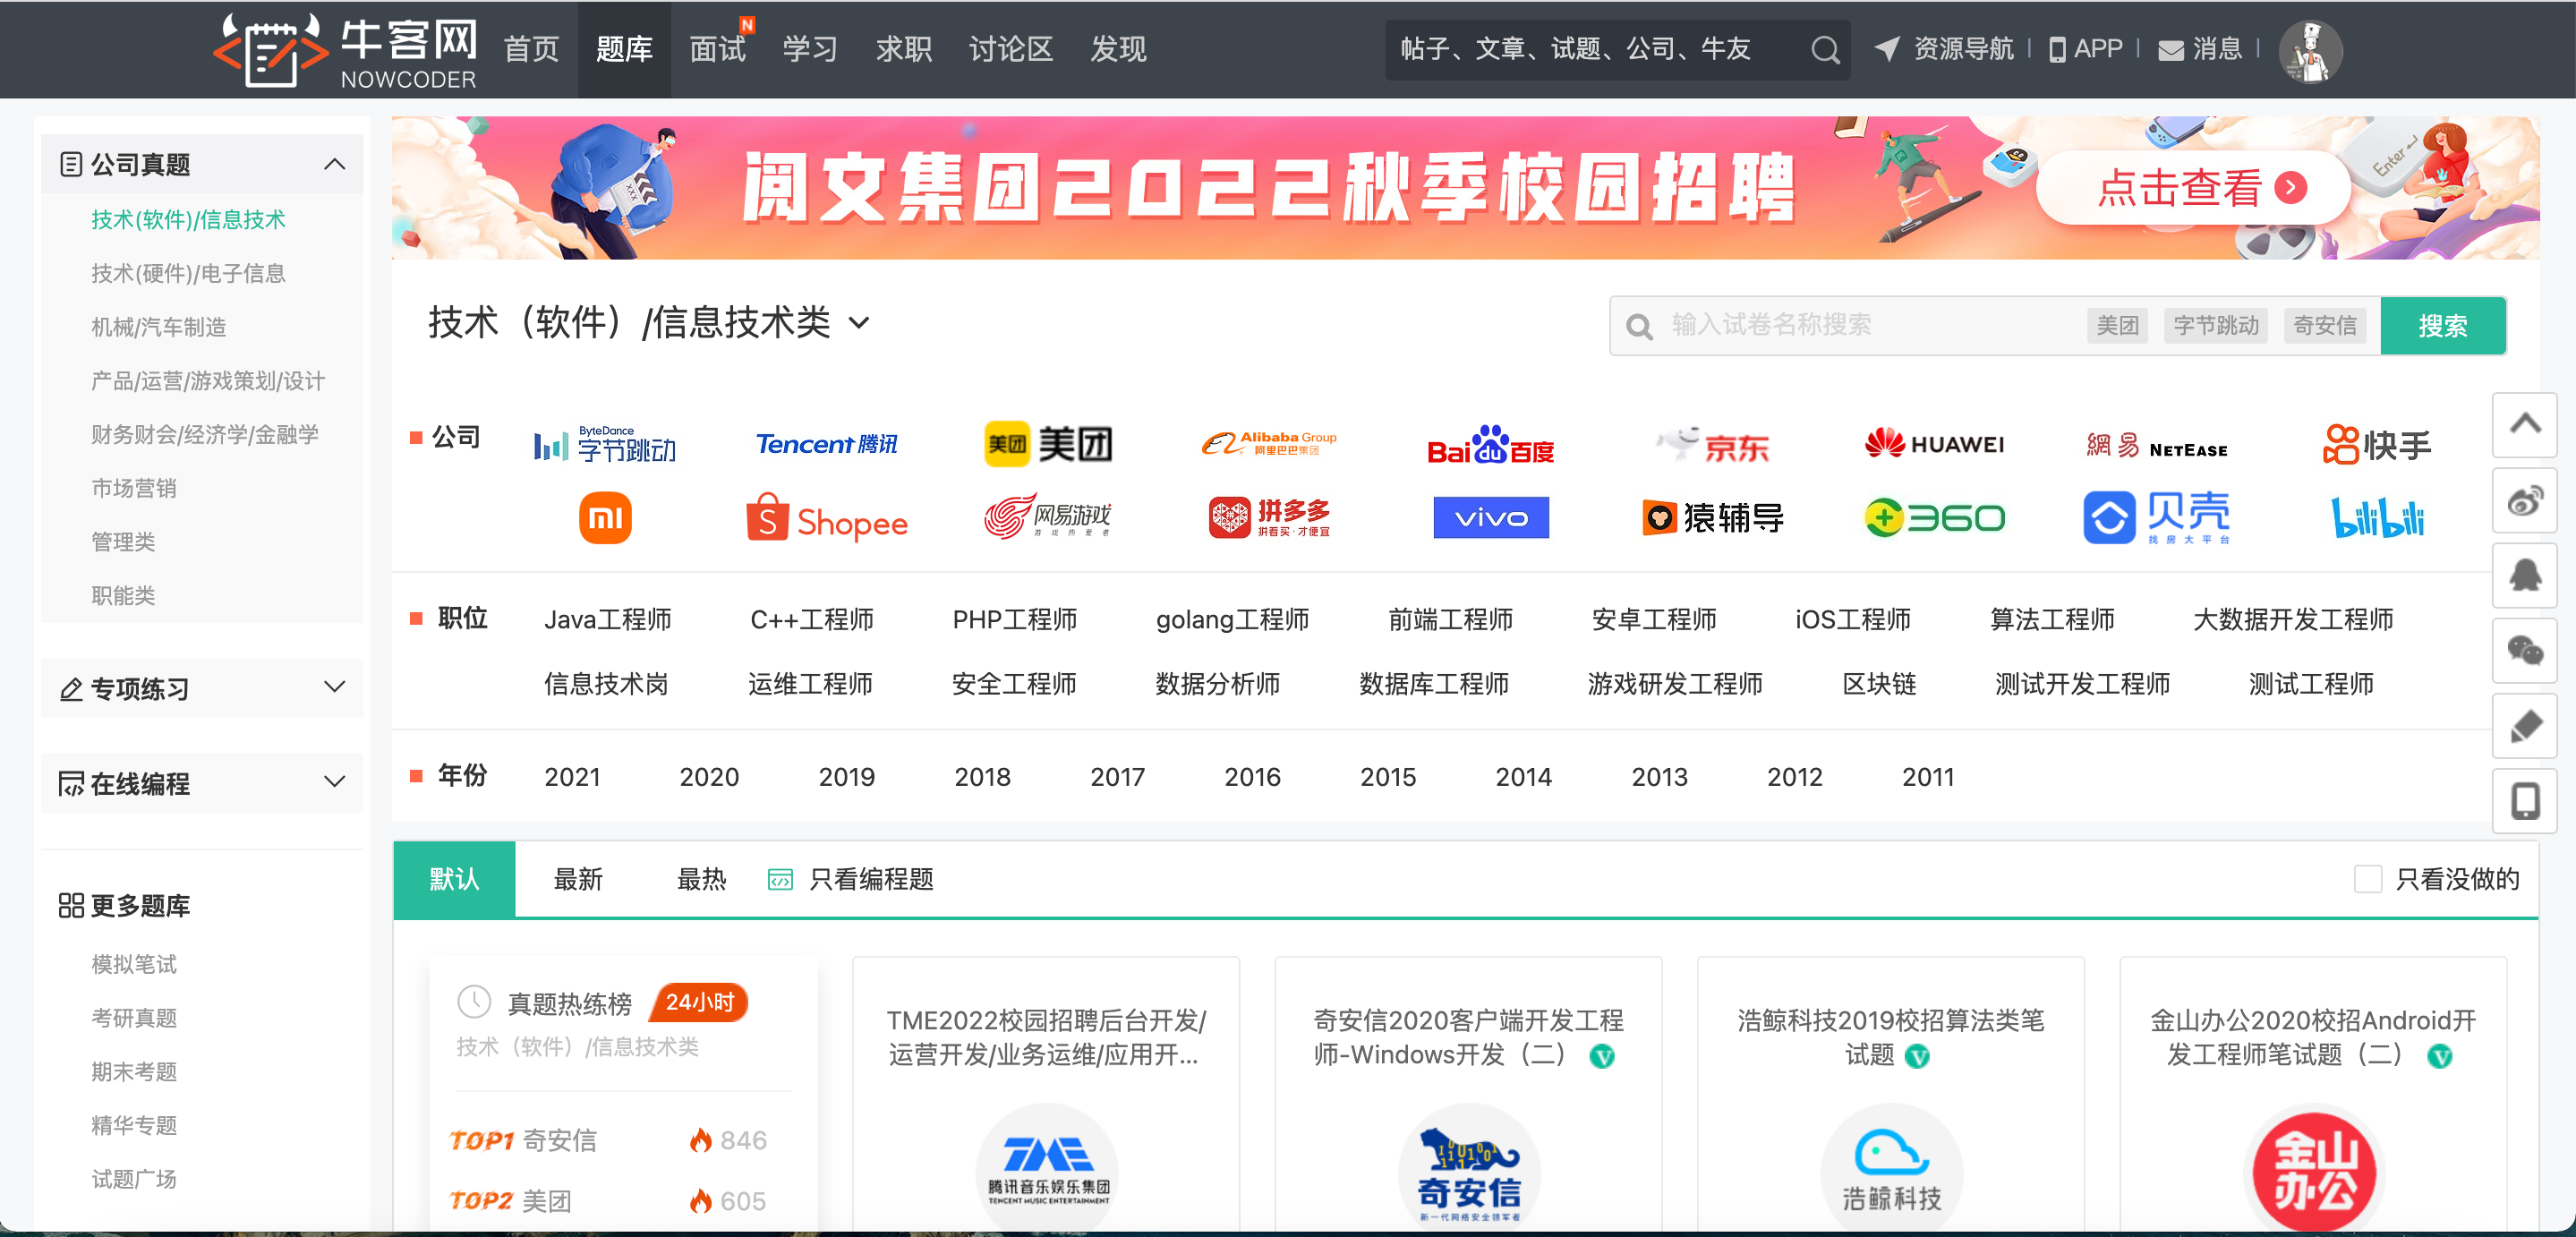 牛客网 首页 题库 面试 N 学习 求职 讨论区 发现 帖子、文章、试题、公司、牛友 资源导航 APP 消息
NOWCODER
公司真题
技术(软件)/信息技术
技术(硬件)/电子信息
机械/汽车制造
产品/运营/游戏策划/设计
财务财会/经济学/金融学
市场营销
管理类
职能类
专项练习
在线编程
更多题库
模拟笔试
考研真题
期末考题
精华专题
试题广场
阅文集团2022秋季校园招聘 点击查看 Enter
技术（软件）/信息技术类 输入试卷名称搜索 美团 字节跳动 奇安信 搜索
公司 ByteDance 字节跳动 Tencent 腾讯 美团 美团 Alibaba Group 阿里巴巴集团 Bai du 百度 京东 HUAWEI 網易 NETEASE 快手
mi S Shopee 网易游戏 游戏热爱者 拼多多 拼着买·才便宜 vivo 猿辅导 360 贝壳 找房大平台 bilibili
职位 Java工程师 C++工程师 PHP工程师 golang工程师 前端工程师 安卓工程师 iOS工程师 算法工程师 大数据开发工程师
信息技术岗 运维工程师 安全工程师 数据分析师 数据库工程师 游戏研发工程师 区块链 测试开发工程师 测试工程师
年份 2021 2020 2019 2018 2017 2016 2015 2014 2013 2012 2011
默认 最新 最热 只看编程题 只看没做的
真题热练榜 24小时
技术（软件）/信息技术类
TOP1 奇安信 846
TOP2 美团 605
TME2022校园招聘后台开发/
运营开发/业务运维/应用开...
TME
腾讯音乐娱乐集团
TENCENT MUSIC ENTERTAINMENT
奇安信2020客户端开发工程
师-Windows开发（二） V
奇安信
新一代网络安全领军者
浩鲸科技2019校招算法类笔
试题 V
浩鲸科技
金山办公2020校招Android开
发工程师笔试题（二） V
金山
办公